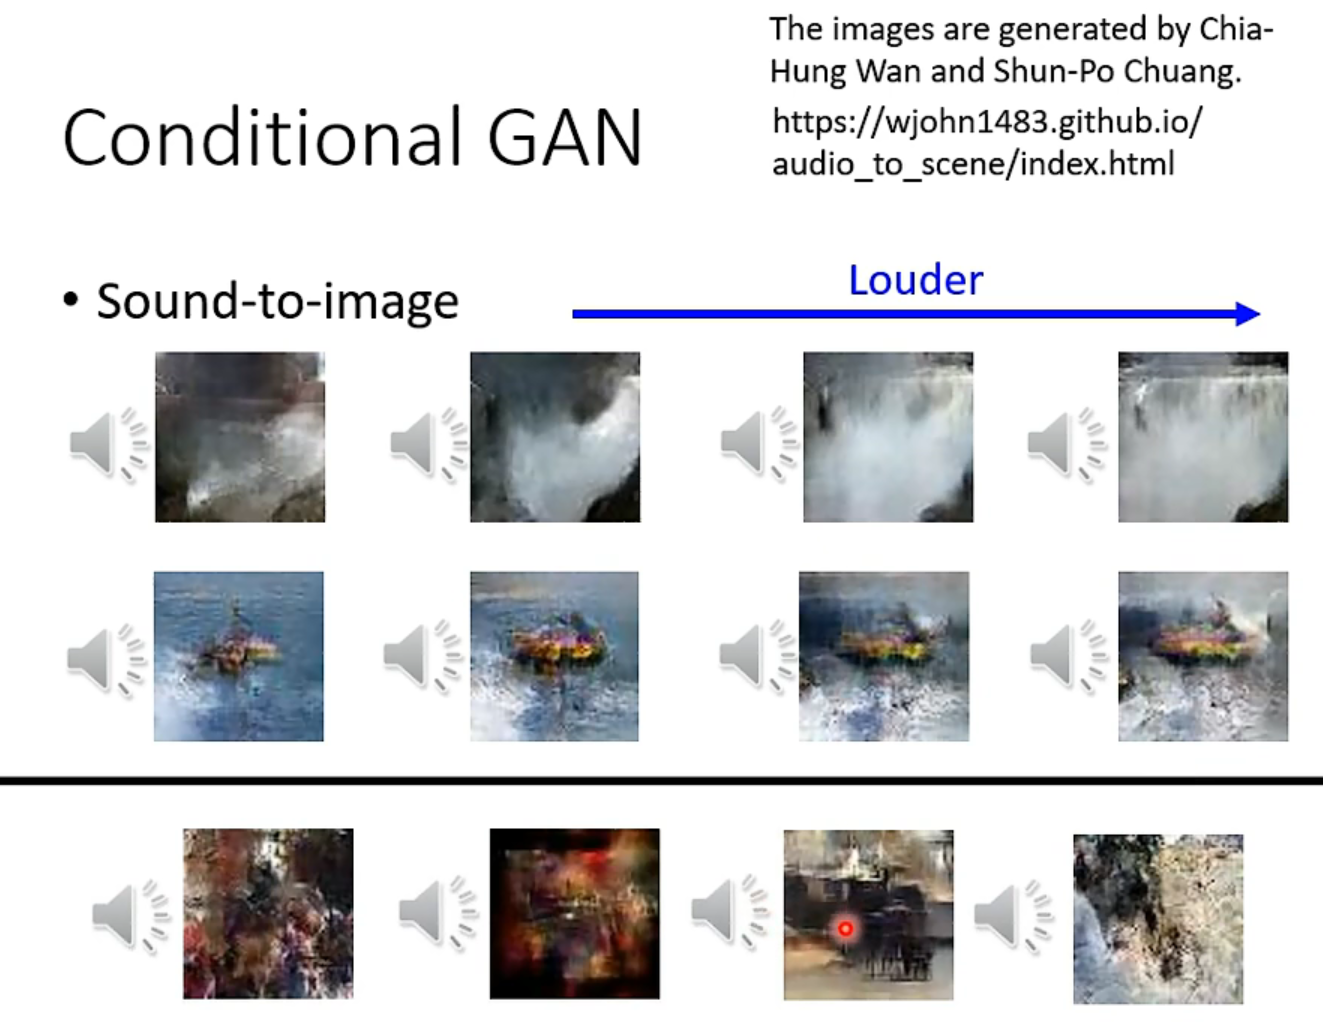 The images are generated by Chia-
Hung Wan and Shun-Po Chuang.
https://wjohn1483.github.io/
audio_to_scene/index.html
Conditional GAN
• Sound-to-image
Louder